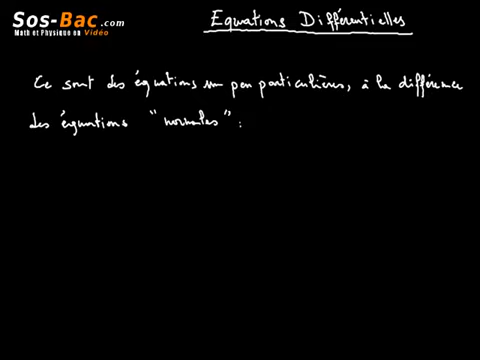 Sos-Bac.com
Math et Physique en Vidéo
Equations Différentielles
Ce sont des équations un peu particulières, à la différence
des équations "normales" :